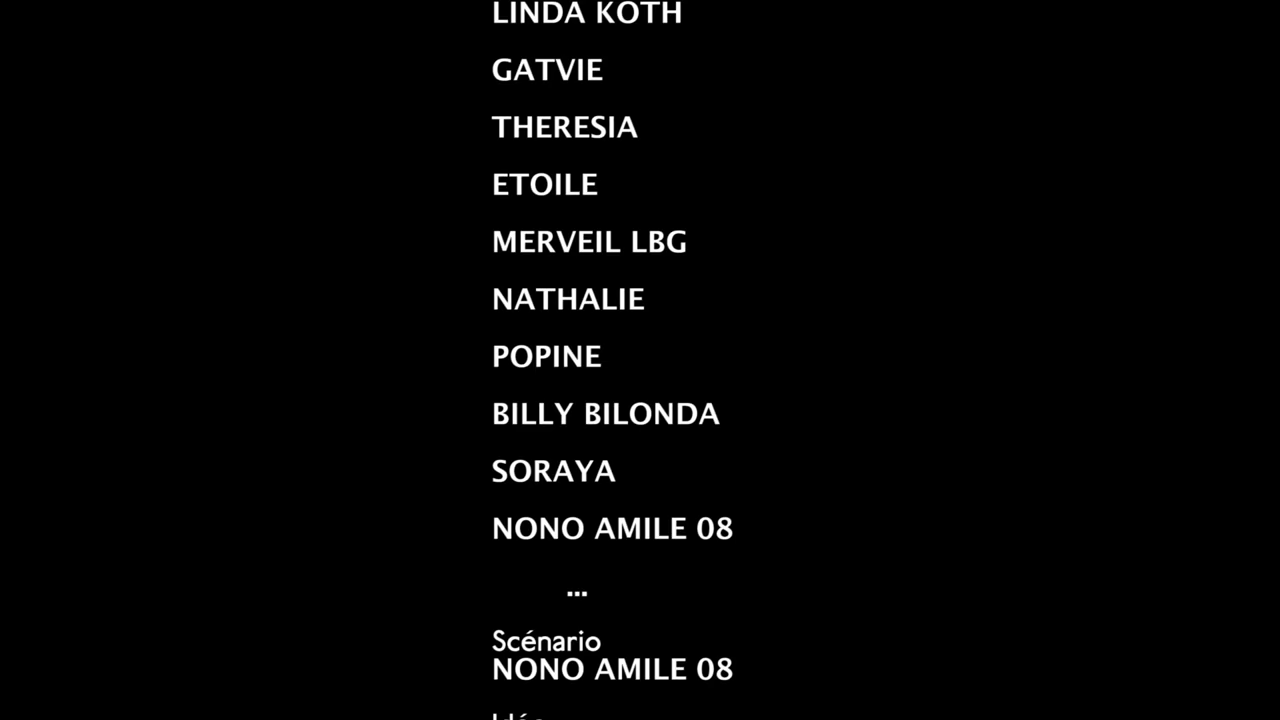 LINDA KOTH
GATVIE
THERESIA
ETOILE
MERVEIL LBG
NATHALIE
POPINE
BILLY BILONDA
SORAYA
NONO AMILE 08
...
Scénario
NONO AMILE 08